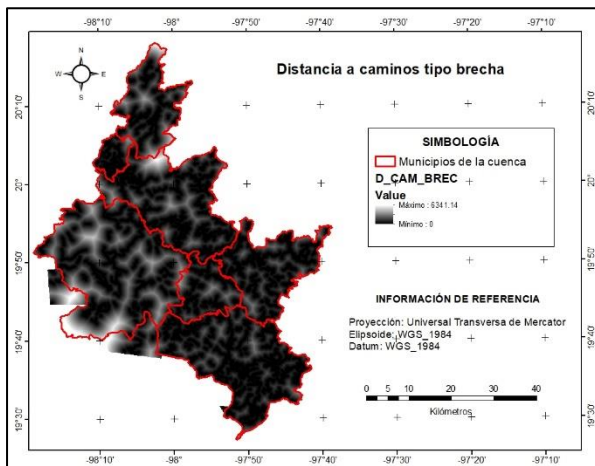 -98°10' -98° -97°50' -97°40' -97°30' -97°20' -97°10'
N
W E
S
Distancia a caminos tipo brecha
20°10' 20°10'
SIMBOLOGÍA
Municipios de la cuenca
D_CAM_BREC
Value
Máximo : 6341.14
Mínimo : 0
20° 20°
19°50' 19°50'
INFORMACIÓN DE REFERENCIA
Proyección: Universal Transversa de Mercator
Elipsoide: WGS_1984
Datum: WGS_1984
19°40' 19°40'
0 5 10 20 30 40
Kilómetros
19°30' 19°30'
-98°10' -98° -97°50' -97°40' -97°30' -97°20' -97°10'